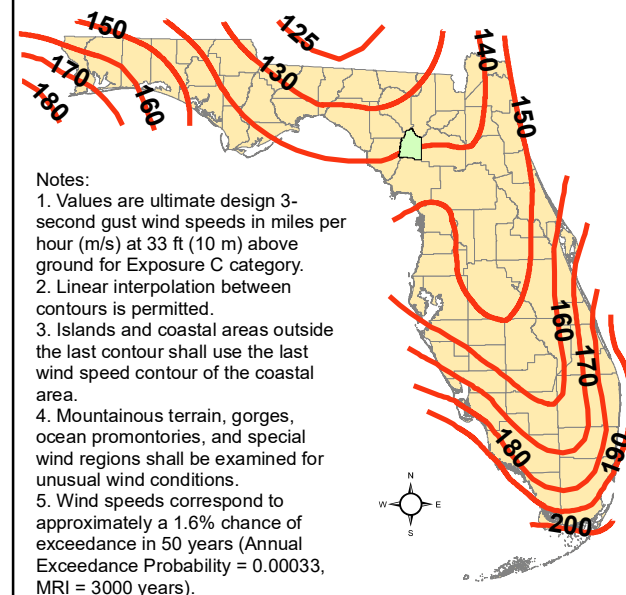 150
125
140
170
130
180
160
150
Notes:
1. Values are ultimate design 3-
second gust wind speeds in miles per
hour (m/s) at 33 ft (10 m) above
ground for Exposure C category.
2. Linear interpolation between
contours is permitted.
3. Islands and coastal areas outside
the last contour shall use the last
wind speed contour of the coastal
area.
4. Mountainous terrain, gorges,
ocean promontories, and special
wind regions shall be examined for
unusual wind conditions.
5. Wind speeds correspond to
approximately a 1.6% chance of
exceedance in 50 years (Annual
Exceedance Probability = 0.00033,
MRI = 3000 years).
160
170
180
190
200
N
W E
S